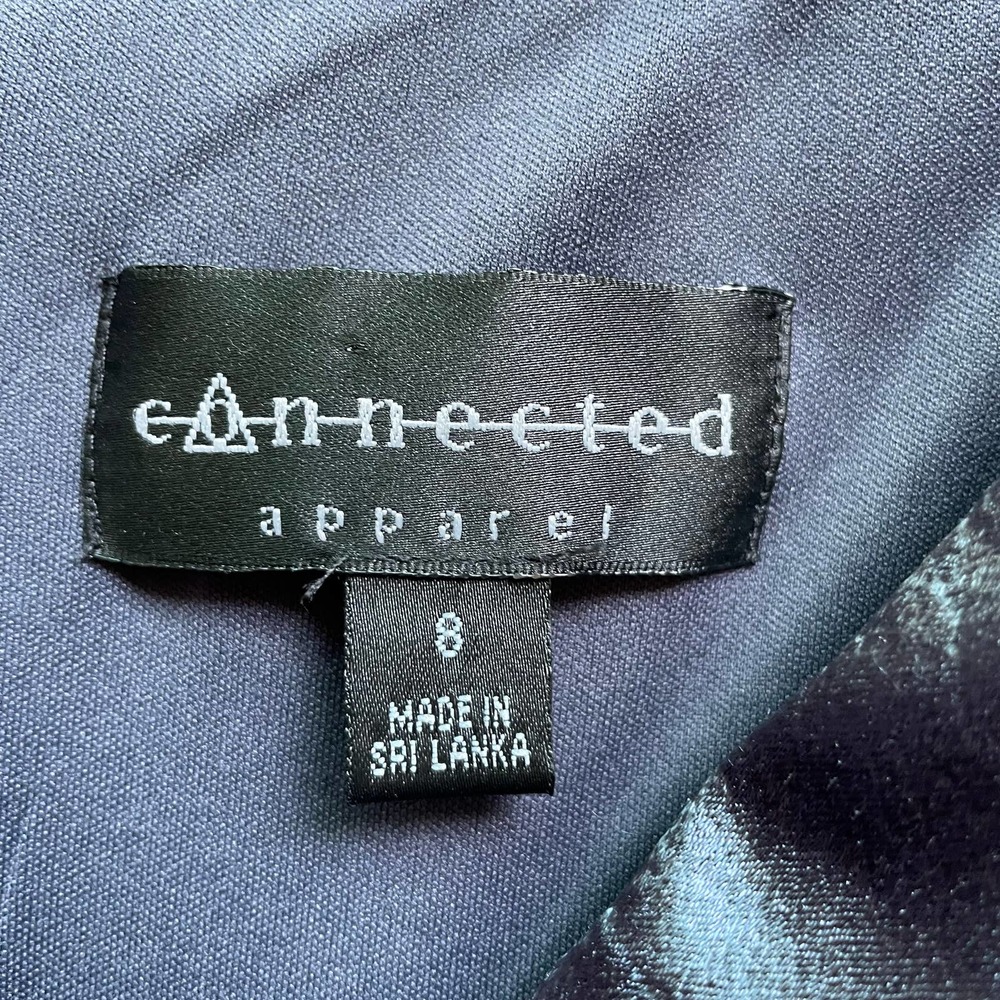 connected
apparel
8
MADE IN
SRI LANKA